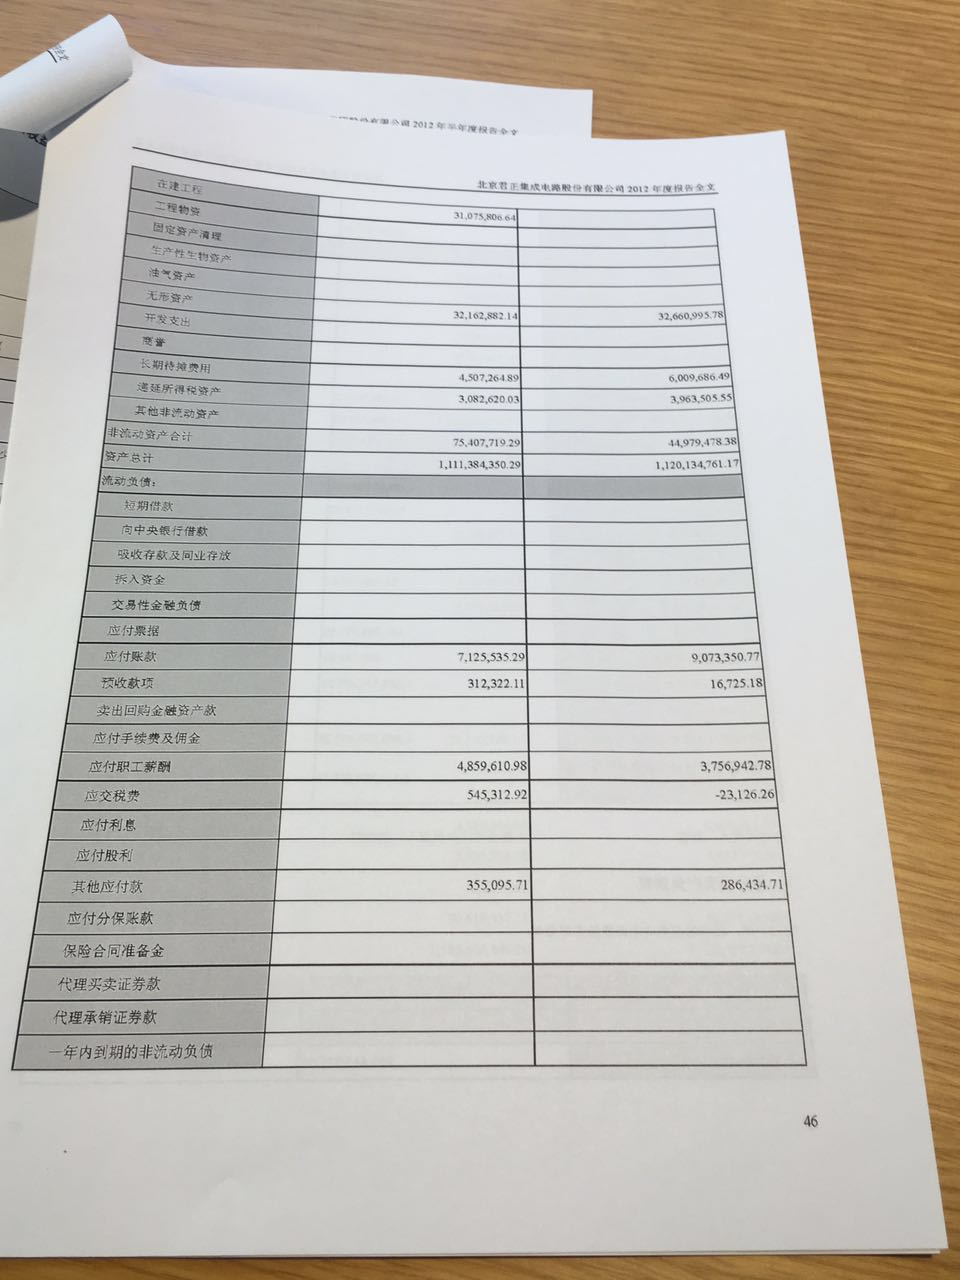 份有限公司 2012 年半年度报告全文
北京君正集成电路股份有限公司 2012 年度报告全文
在建工程 31,075,806.64
工程物资
固定资产清理
生产性生物资产
油气资产
无形资产 32,162,882.14 32,660,995.78
开发支出
商誉
长期待摊费用 4,507,264.89 6,009,686.49
递延所得税资产 3,082,620.03 3,963,505.55
其他非流动资产
非流动资产合计 75,407,719.29 44,979,478.38
资产总计 1,111,384,350.29 1,120,134,761.17
流动负债：
短期借款
向中央银行借款
吸收存款及同业存放
拆入资金
交易性金融负债
应付票据
应付账款 7,125,535.29 9,073,350.77
预收款项 312,322.11 16,725.18
卖出回购金融资产款
应付手续费及佣金
应付职工薪酬 4,859,610.98 3,756,942.78
应交税费 545,312.92 -23,126.26
应付利息
应付股利
其他应付款 355,095.71 286,434.71
应付分保账款
保险合同准备金
代理买卖证券款
代理承销证券款
一年内到期的非流动负债
46